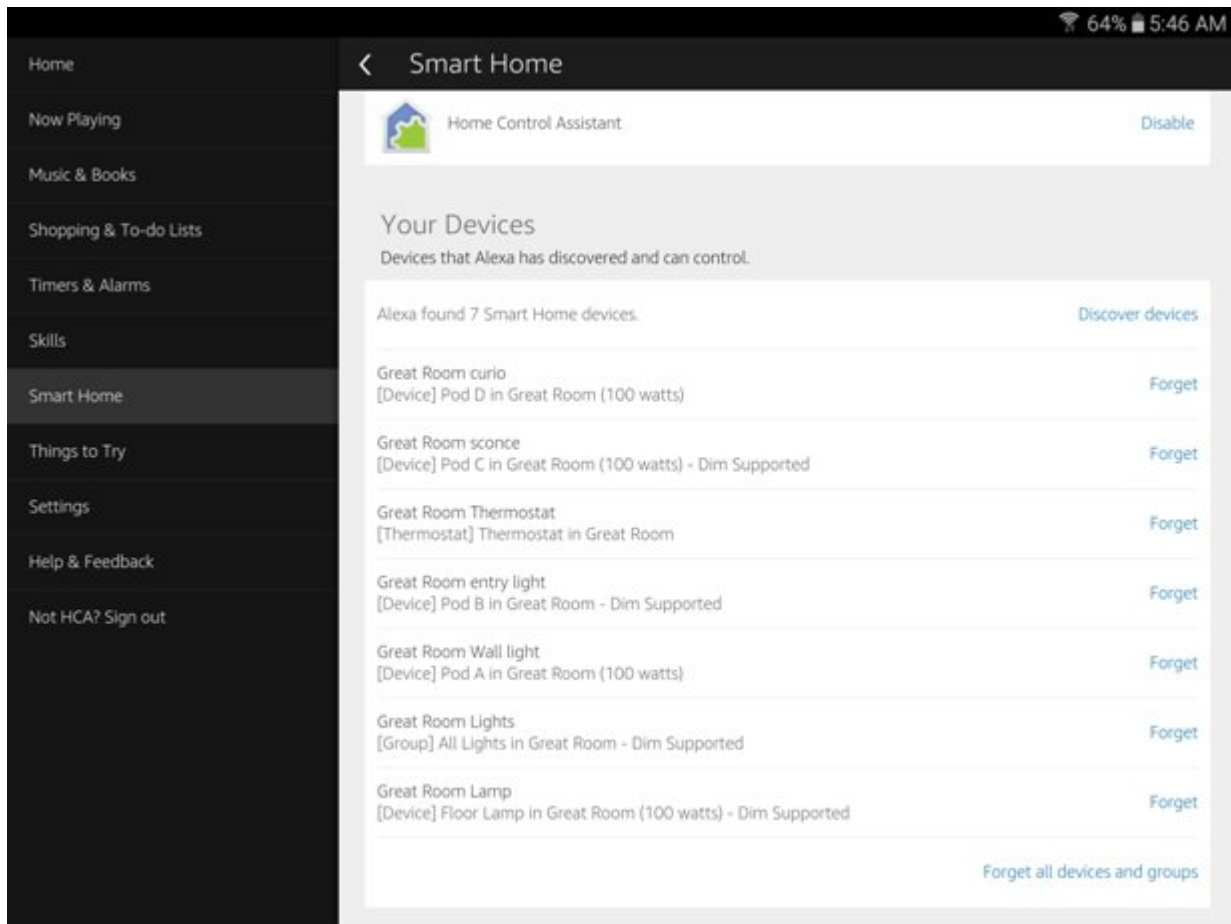 64% 5:46 AM
Home
Now Playing
Music & Books
Shopping & To-do Lists
Timers & Alarms
Skills
Smart Home
Things to Try
Settings
Help & Feedback
Not HCA? Sign out
Smart Home
Home Control Assistant Disable
Your Devices
Devices that Alexa has discovered and can control.
Alexa found 7 Smart Home devices. Discover devices
Great Room curio
[Device] Pod D in Great Room (100 watts)
Forget
Great Room sconce
[Device] Pod C in Great Room (100 watts) - Dim Supported
Forget
Great Room Thermostat
[Thermostat] Thermostat in Great Room
Forget
Great Room entry light
[Device] Pod B in Great Room - Dim Supported
Forget
Great Room Wall light
[Device] Pod A in Great Room (100 watts)
Forget
Great Room Lights
[Group] All Lights in Great Room - Dim Supported
Forget
Great Room Lamp
[Device] Floor Lamp in Great Room (100 watts) - Dim Supported
Forget
Forget all devices and groups